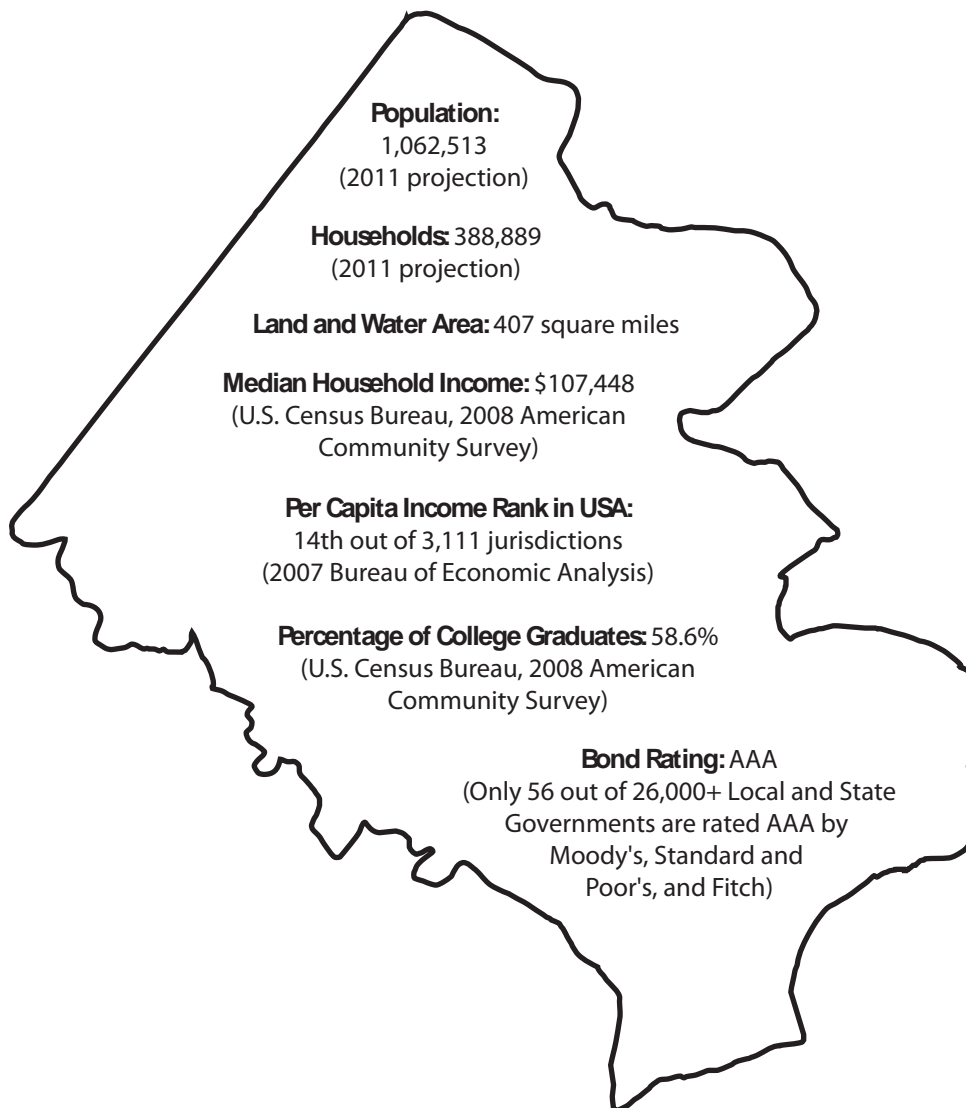 Population:
1,062,513
(2011 projection)
Households: 388,889
(2011 projection)
Land and Water Area: 407 square miles
Median Household Income: $107,448
(U.S. Census Bureau, 2008 American
Community Survey)
Per Capita Income Rank in USA:
14th out of 3,111 jurisdictions
(2007 Bureau of Economic Analysis)
Percentage of College Graduates: 58.6%
(U.S. Census Bureau, 2008 American
Community Survey)
Bond Rating: AAA
(Only 56 out of 26,000+ Local and State
Governments are rated AAA by
Moody's, Standard and
Poor's, and Fitch)